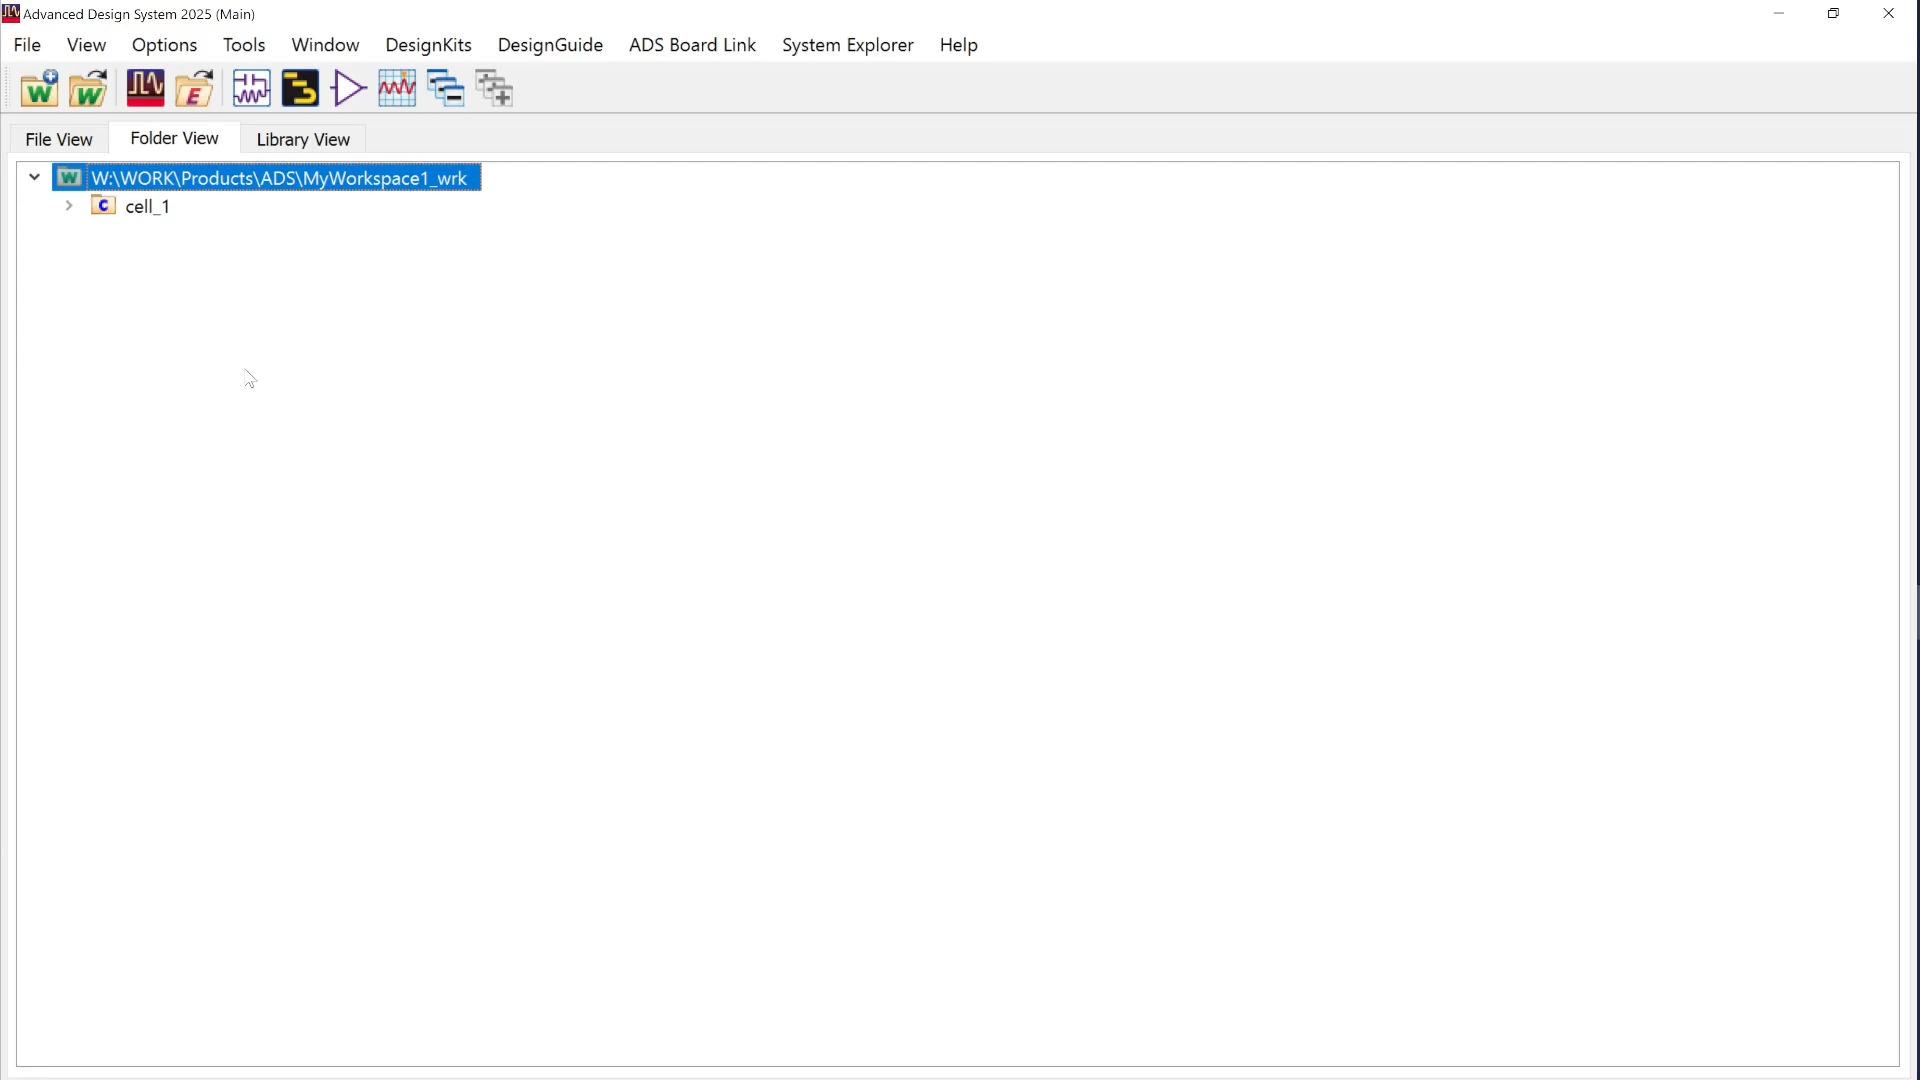 Advanced Design System 2025 (Main)
File View Options Tools Window DesignKits DesignGuide ADS Board Link System Explorer Help
W W E
File View Folder View Library View
W W:\WORK\Products\ADS\MyWorkspace1_wrk
C cell_1